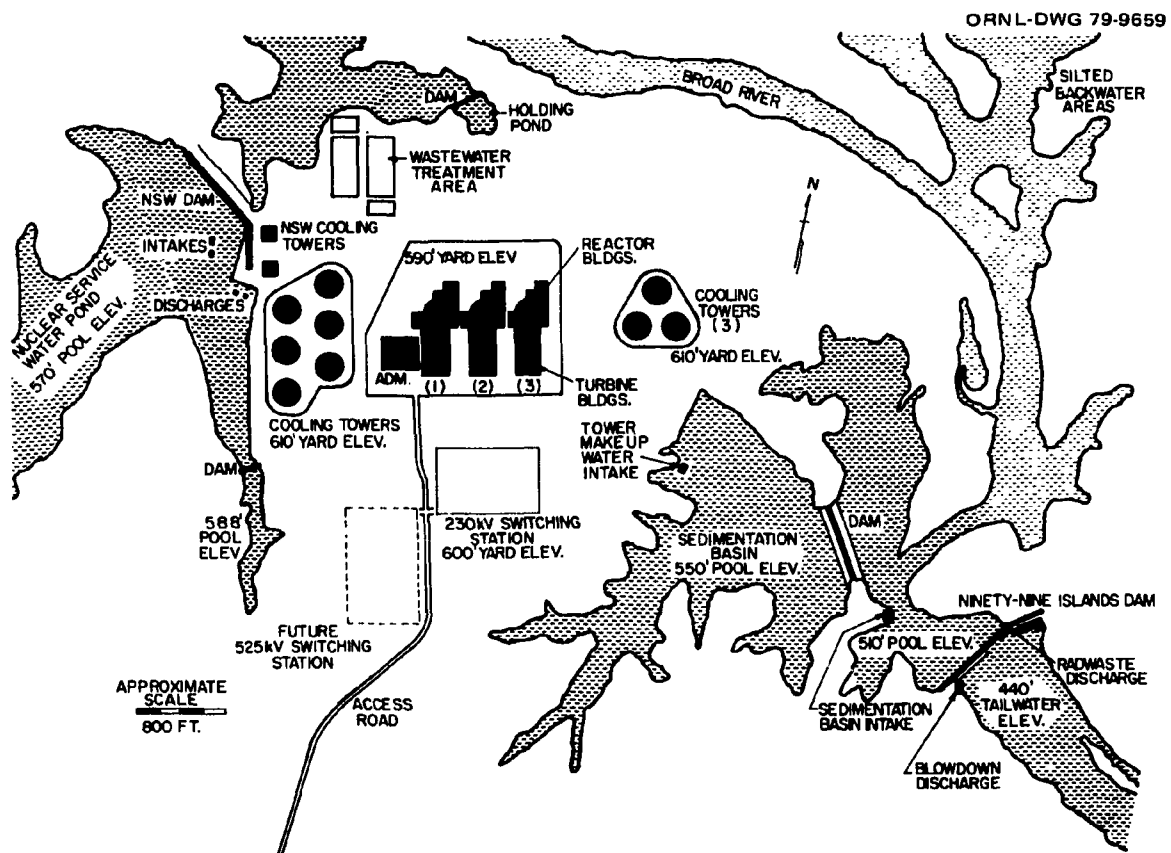 ORNL-DWG 79-9659
BROAD RIVER
SILTED
BACKWATER
AREAS
DAM
HOLDING
POND
WASTEWATER
TREATMENT
AREA
N
NSW DAM
NSW COOLING
TOWERS
INTAKES
590' YARD ELEV
REACTOR
BLDGS.
COOLING
TOWERS
(3)
610' YARD ELEV.
DISCHARGES
NUCLEAR SERVICE
WATER POND
570' POOL ELEV.
ADM.
(1)
(2)
(3)
TURBINE
BLDGS.
COOLING TOWERS
610' YARD ELEV.
TOWER
MAKE UP
WATER
INTAKE
DAM
588'
POOL
ELEV
230kV SWITCHING
STATION
600' YARD ELEV.
DAM
SEDIMENTATION
BASIN
550' POOL ELEV.
NINETY-NINE ISLANDS DAM
FUTURE
525kV SWITCHING
STATION
510' POOL ELEV.
RADWASTE
DISCHARGE
440'
TAILWATER
ELEV.
APPROXIMATE
SCALE
800 FT.
ACCESS
ROAD
SEDIMENTATION
BASIN INTAKE
BLOWDOWN
DISCHARGE